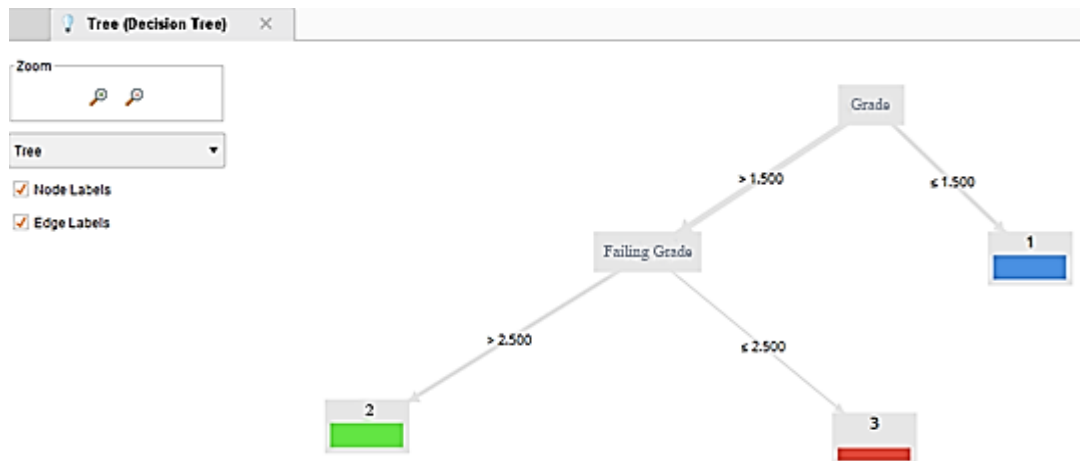 Tree (Decision Tree)
Zoom
Grade
Tree
> 1.500
≤ 1.500
Node Labels
Edge Labels
1
Failing Grade
> 2.500
≤ 2.500
2
3